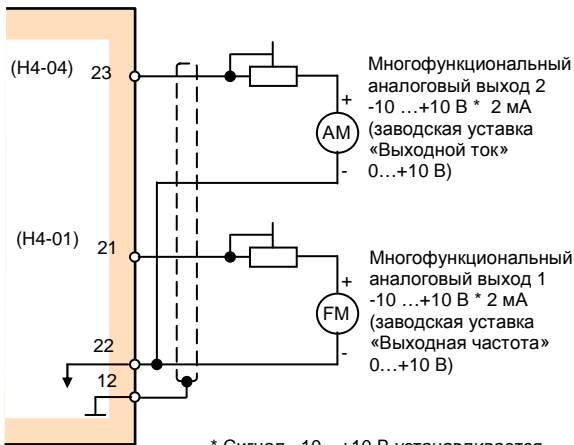 (H4-04) 23
Многофункциональный
аналоговый выход 2
-10 …+10 В * 2 мА
(заводская уставка
«Выходной ток»
0…+10 В)
+
AM
-
(H4-01) 21
Многофункциональный
аналоговый выход 1
-10 …+10 В * 2 мА
(заводская уставка
«Выходная частота»
0…+10 В)
+
FM
-
22
12
* Сигнал -10…+10 В устанавливается